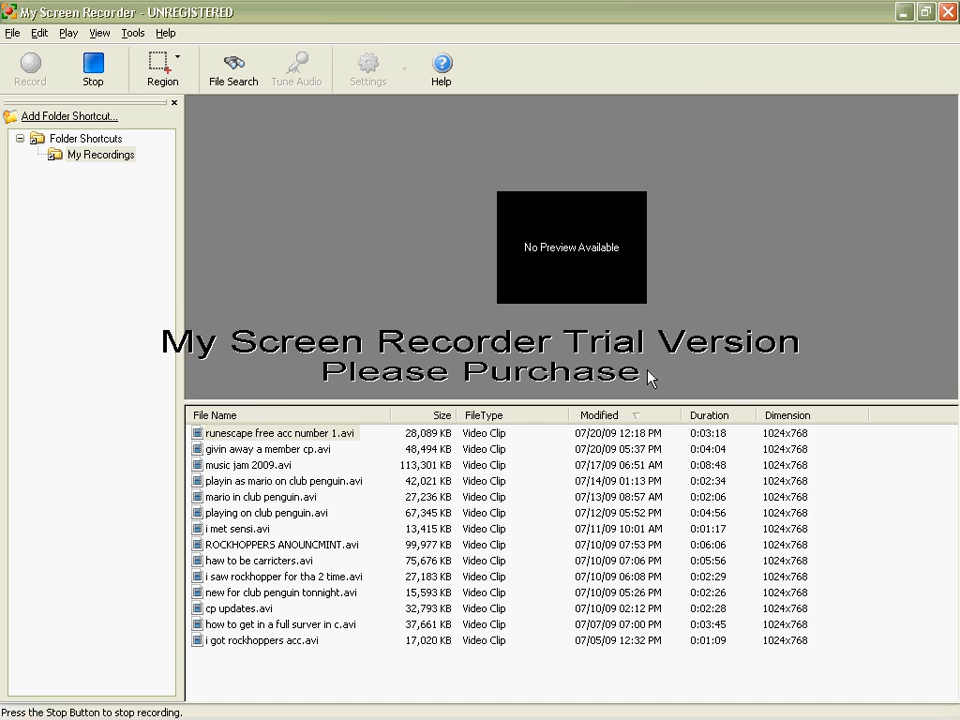 My Screen Recorder - UNREGISTERED
File Edit Play View Tools Help
Record Stop Region File Search Tune Audio Settings Help
Add Folder Shortcut...
Folder Shortcuts
My Recordings
No Preview Available
My Screen Recorder Trial Version
Please Purchase
File Name Size FileType Modified Duration Dimension
runescape free acc number 1.avi 28,089 KB Video Clip 07/20/09 12:18 PM 0:03:18 1024x768
givin away a member cp.avi 48,494 KB Video Clip 07/20/09 05:37 PM 0:04:04 1024x768
music jam 2009.avi 113,301 KB Video Clip 07/17/09 06:51 AM 0:08:48 1024x768
playin as mario on club penguin.avi 42,021 KB Video Clip 07/14/09 01:13 PM 0:02:34 1024x768
mario in club penguin.avi 27,236 KB Video Clip 07/13/09 08:57 AM 0:02:06 1024x768
playing on club penguin.avi 67,345 KB Video Clip 07/12/09 05:52 PM 0:04:56 1024x768
i met sensi.avi 13,415 KB Video Clip 07/11/09 10:01 AM 0:01:17 1024x768
ROCKHOPPERS ANOUNCMINT.avi 99,977 KB Video Clip 07/10/09 07:53 PM 0:06:06 1024x768
haw to be carricters.avi 75,676 KB Video Clip 07/10/09 07:06 PM 0:05:56 1024x768
i saw rockhopper for tha 2 time.avi 27,183 KB Video Clip 07/10/09 06:08 PM 0:02:29 1024x768
new for club penguin tonnight.avi 15,593 KB Video Clip 07/10/09 05:26 PM 0:02:26 1024x768
cp updates.avi 32,793 KB Video Clip 07/10/09 02:12 PM 0:02:28 1024x768
how to get in a full surver in c.avi 37,661 KB Video Clip 07/07/09 07:00 PM 0:03:45 1024x768
i got rockhoppers acc.avi 17,020 KB Video Clip 07/05/09 12:32 PM 0:01:09 1024x768
Press the Stop Button to stop recording.